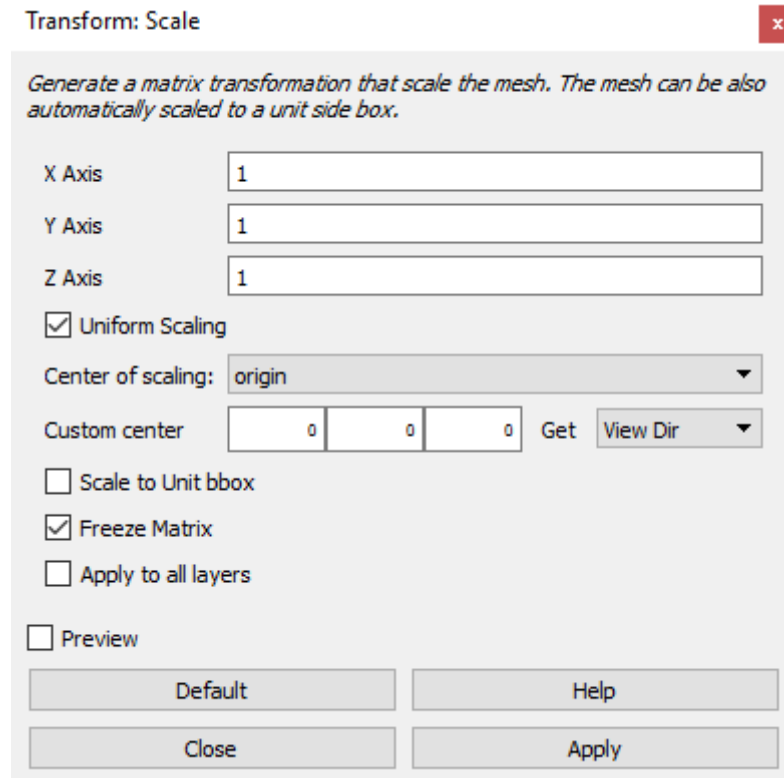 Transform: Scale
x
Generate a matrix transformation that scale the mesh. The mesh can be also
automatically scaled to a unit side box.
X Axis 1
Y Axis 1
Z Axis 1
Uniform Scaling
Center of scaling: origin
Custom center 0 0 0 Get View Dir
Scale to Unit bbox
Freeze Matrix
Apply to all layers
Preview
Default Help
Close Apply